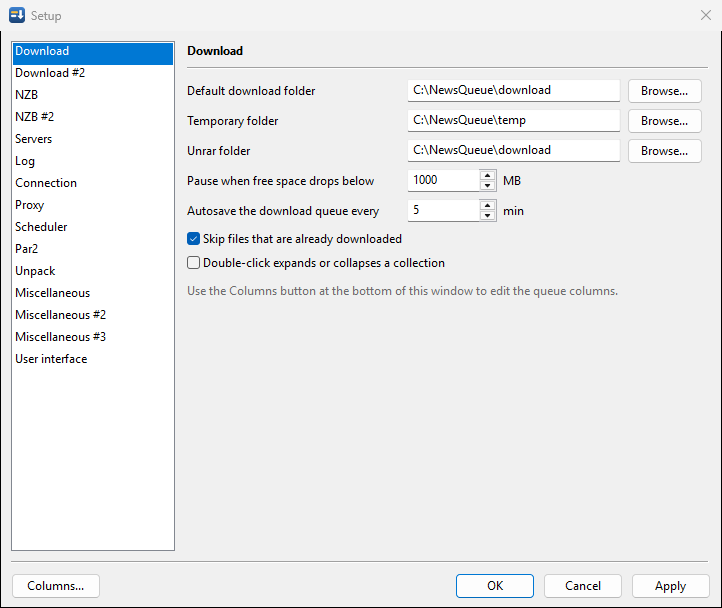 Setup
Download
Download #2
NZB
NZB #2
Servers
Log
Connection
Proxy
Scheduler
Par2
Unpack
Miscellaneous
Miscellaneous #2
Miscellaneous #3
User interface
Download
Default download folder C:\NewsQueue\download Browse...
Temporary folder C:\NewsQueue\temp Browse...
Unrar folder C:\NewsQueue\download Browse...
Pause when free space drops below 1000 MB
Autosave the download queue every 5 min
Skip files that are already downloaded
Double-click expands or collapses a collection
Use the Columns button at the bottom of this window to edit the queue columns.
Columns... OK Cancel Apply